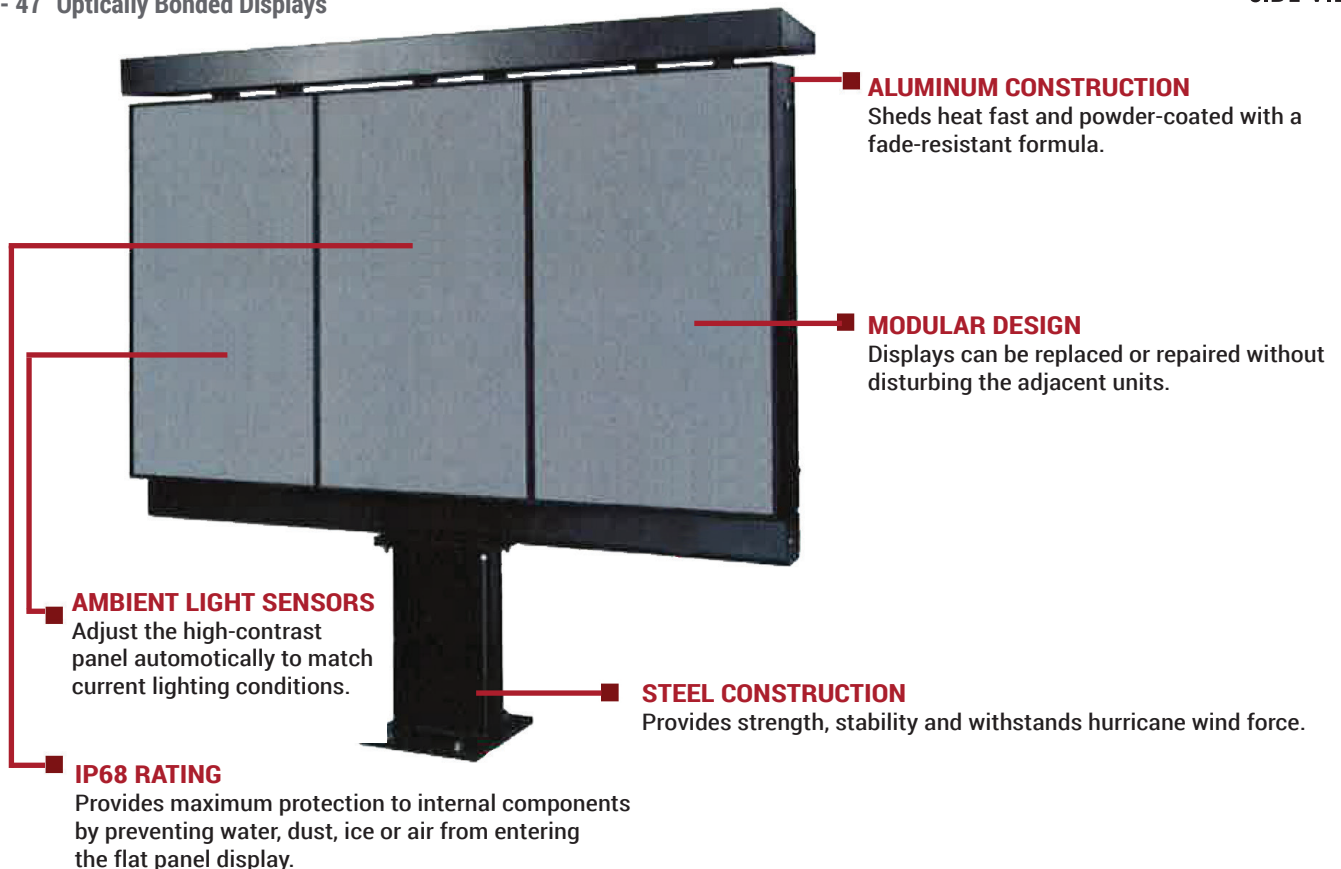 - 47" Optically Bonded Displays
ALUMINUM CONSTRUCTION
Sheds heat fast and powder-coated with a
fade-resistant formula.
MODULAR DESIGN
Displays can be replaced or repaired without
disturbing the adjacent units.
AMBIENT LIGHT SENSORS
Adjust the high-contrast
panel automotically to match
current lighting conditions.
STEEL CONSTRUCTION
Provides strength, stability and withstands hurricane wind force.
IP68 RATING
Provides maximum protection to internal components
by preventing water, dust, ice or air from entering
the flat panel display.